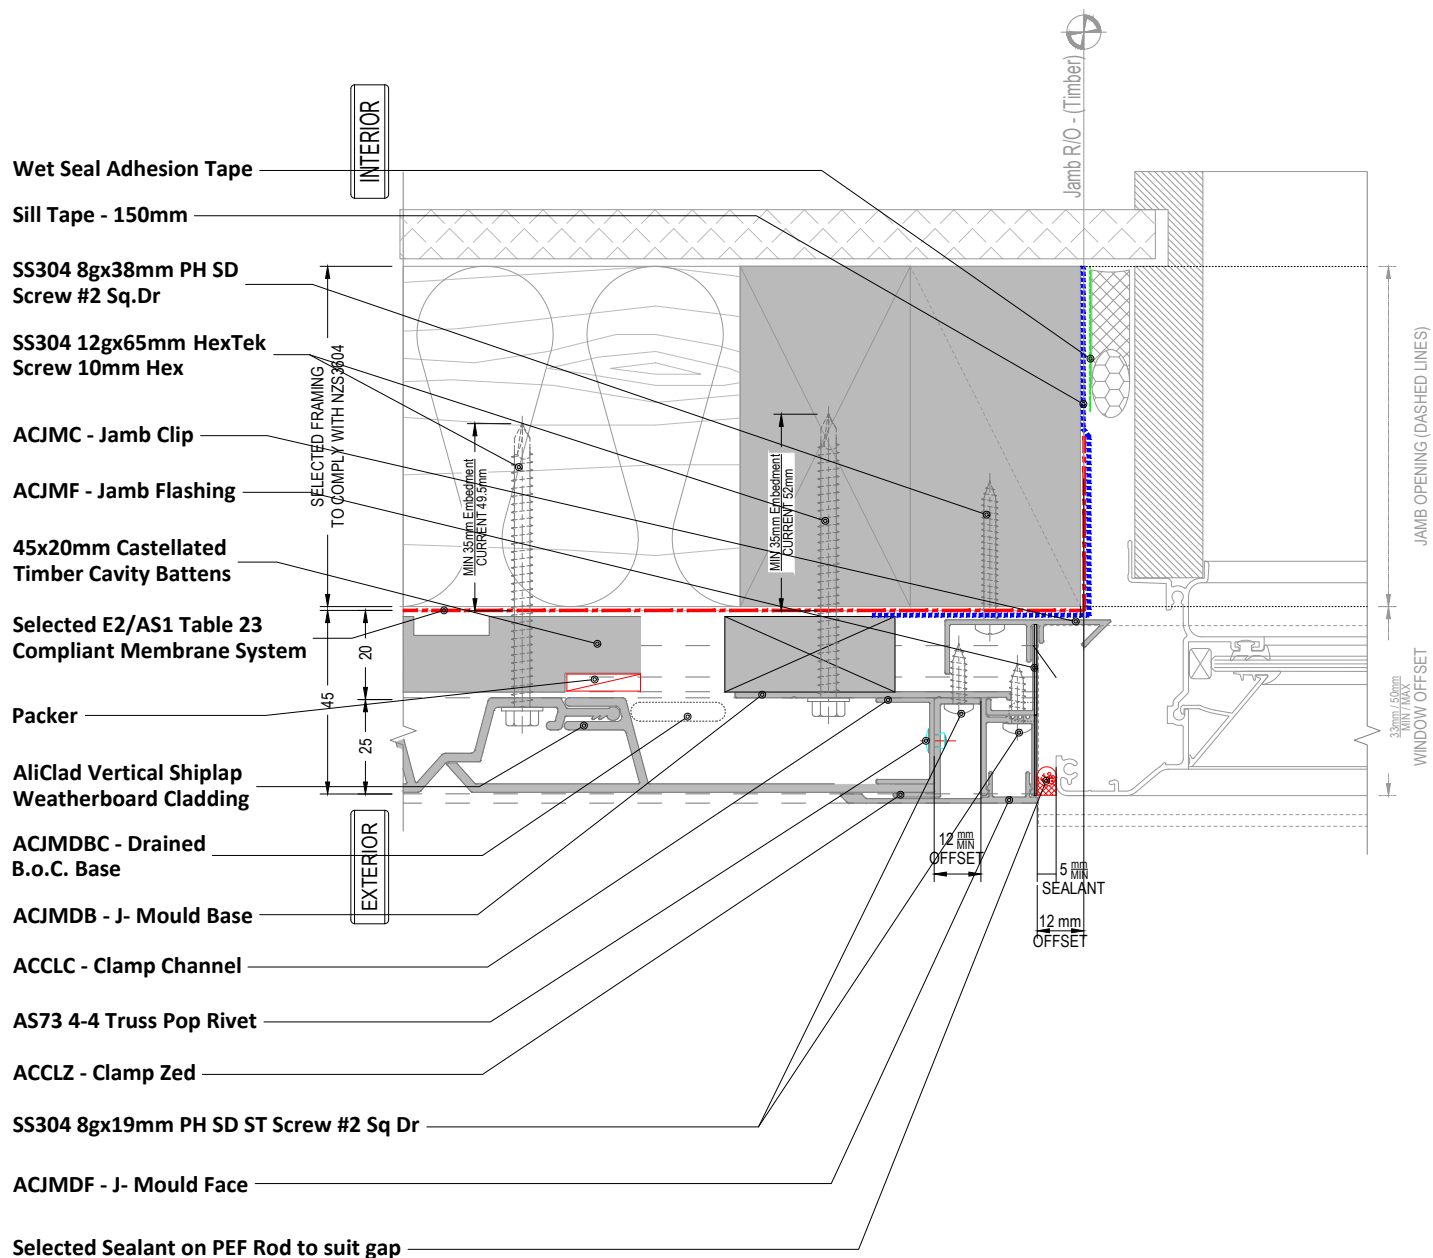 Jamb R/O - (Timber)
INTERIOR
Wet Seal Adhesion Tape
Sill Tape - 150mm
SS304 8gx38mm PH SD
Screw #2 Sq.Dr
SS304 12gx65mm HexTek
Screw 10mm Hex
ACJMC - Jamb Clip
ACJMF - Jamb Flashing
45x20mm Castellated
Timber Cavity Battens
Selected E2/AS1 Table 23
Compliant Membrane System
Packer
AliClad Vertical Shiplap
Weatherboard Cladding
ACJMDBC - Drained
B.o.C. Base
ACJMDB - J- Mould Base
ACCLC - Clamp Channel
AS73 4-4 Truss Pop Rivet
ACCLZ - Clamp Zed
SS304 8gx19mm PH SD ST Screw #2 Sq Dr
ACJMDF - J- Mould Face
Selected Sealant on PEF Rod to suit gap
SELECTED FRAMING
TO COMPLY WITH NZS3604
MIN 35mm Embedment
CURRENT 49.5mm
MIN 35mm Embedment
CURRENT 52mm
20
45
25
EXTERIOR
12 mm
MIN
OFFSET
5 mm
MIN
SEALANT
12 mm
OFFSET
JAMB OPENING (DASHED LINES)
33mm / 50mm
MIN / MAX
WINDOW OFFSET